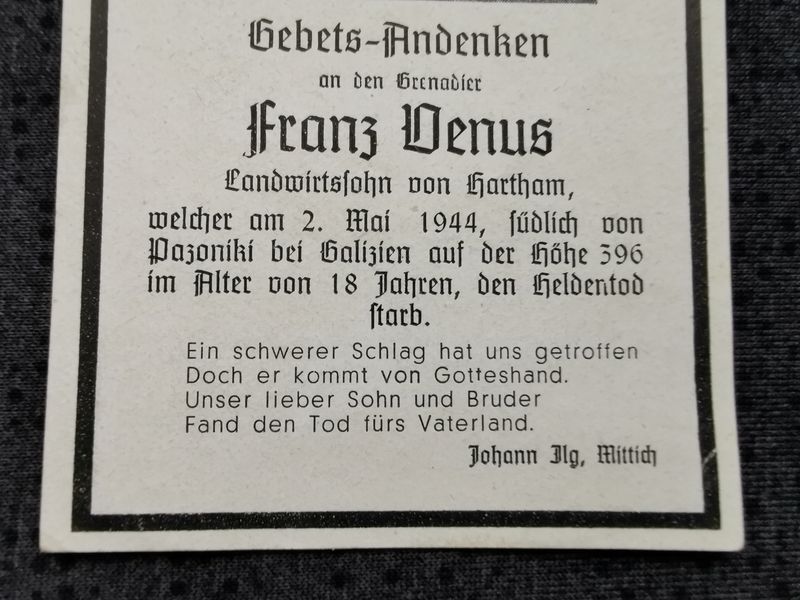 Gebets-Andenken
an den Grenadier
Franz Venus
Landwirtssohn von Hartham,
welcher am 2. Mai 1944, südlich von
Pazoniki bei Galizien auf der Höhe 396
im Alter von 18 Jahren, den Heldentod
starb.
Ein schwerer Schlag hat uns getroffen
Doch er kommt von Gotteshand.
Unser lieber Sohn und Bruder
Fand den Tod fürs Vaterland.
Johann Ilg, Mittich